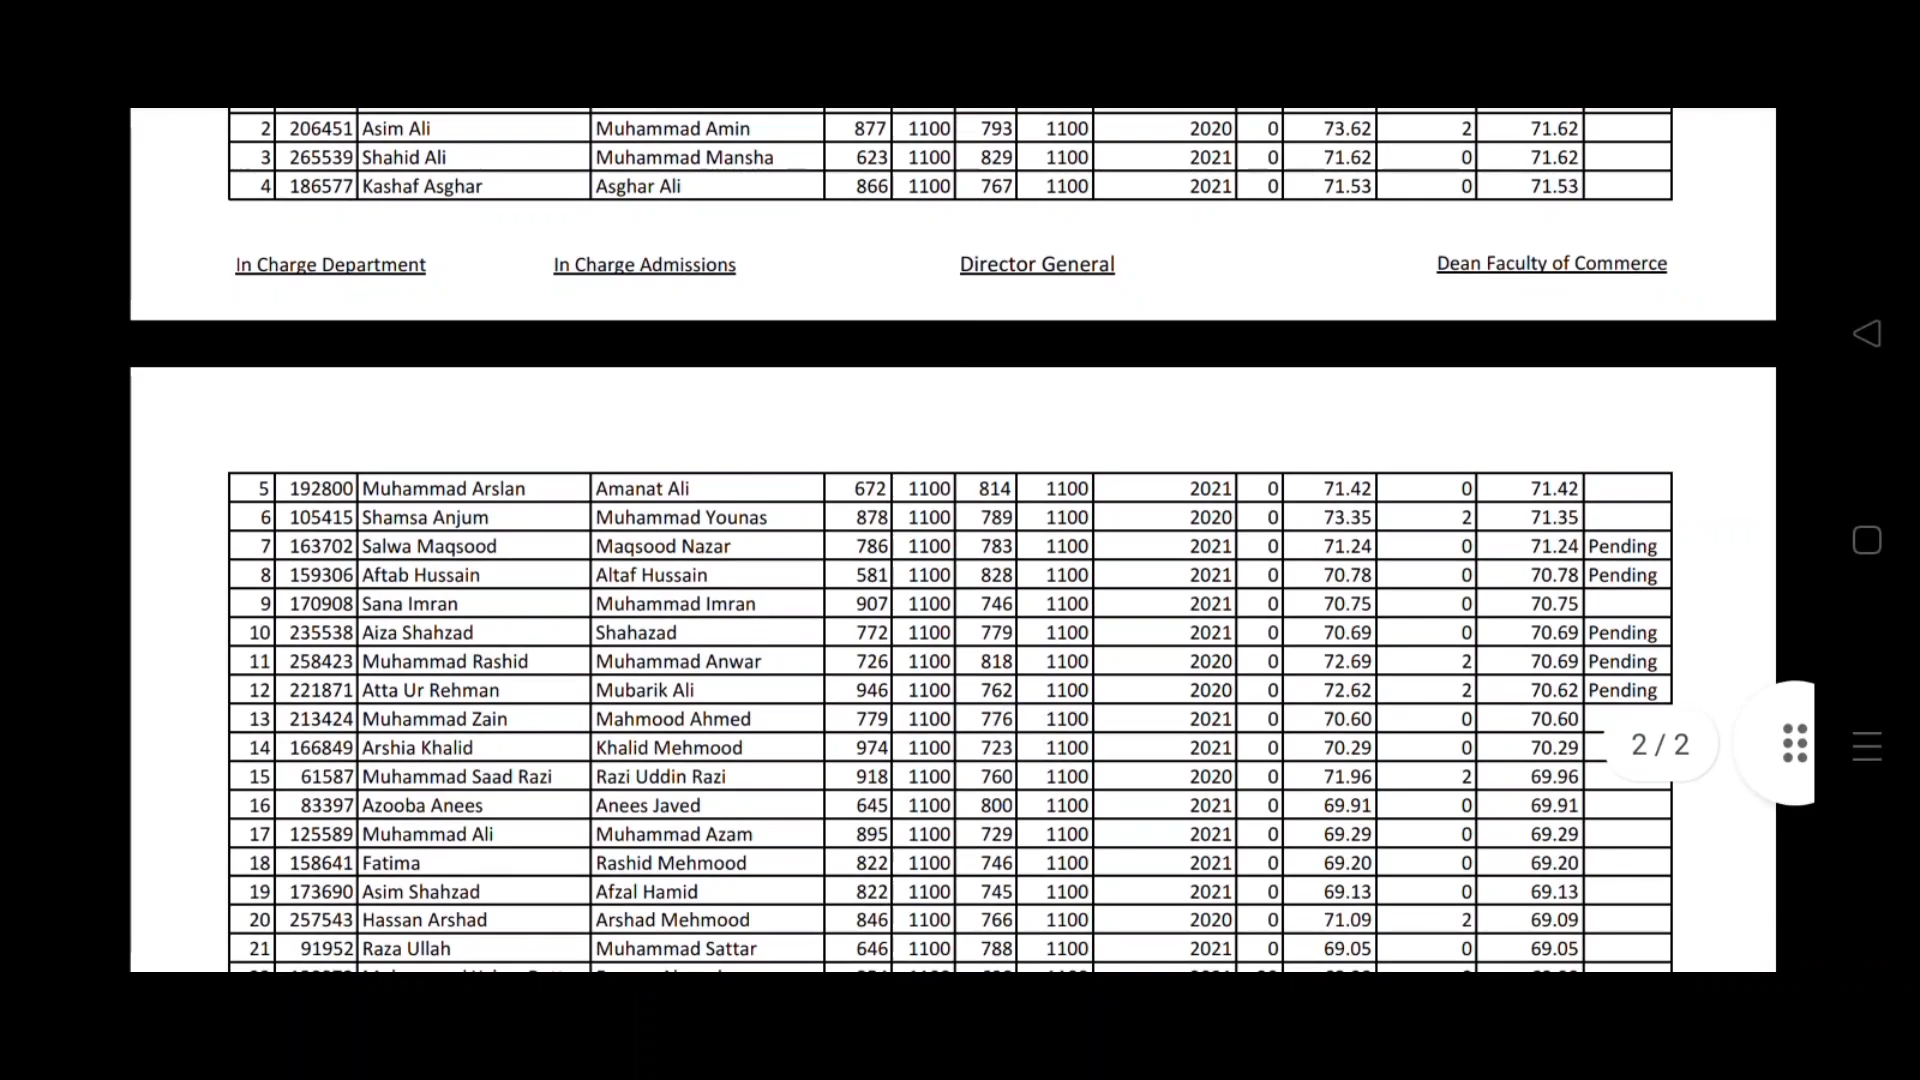 2 206451 Asim Ali Muhammad Amin 877 1100 793 1100 2020 0 73.62 2 71.62
3 265539 Shahid Ali Muhammad Mansha 623 1100 829 1100 2021 0 71.62 0 71.62
4 186577 Kashaf Asghar Asghar Ali 866 1100 767 1100 2021 0 71.53 0 71.53
In Charge Department In Charge Admissions Director General Dean Faculty of Commerce
5 192800 Muhammad Arslan Amanat Ali 672 1100 814 1100 2021 0 71.42 0 71.42
6 105415 Shamsa Anjum Muhammad Younas 878 1100 789 1100 2020 0 73.35 2 71.35
7 163702 Salwa Maqsood Maqsood Nazar 786 1100 783 1100 2021 0 71.24 0 71.24 Pending
8 159306 Aftab Hussain Altaf Hussain 581 1100 828 1100 2021 0 70.78 0 70.78 Pending
9 170908 Sana Imran Muhammad Imran 907 1100 746 1100 2021 0 70.75 0 70.75
10 235538 Aiza Shahzad Shahazad 772 1100 779 1100 2021 0 70.69 0 70.69 Pending
11 258423 Muhammad Rashid Muhammad Anwar 726 1100 818 1100 2020 0 72.69 2 70.69 Pending
12 221871 Atta Ur Rehman Mubarik Ali 946 1100 762 1100 2020 0 72.62 2 70.62 Pending
13 213424 Muhammad Zain Mahmood Ahmed 779 1100 776 1100 2021 0 70.60 0 70.60
14 166849 Arshia Khalid Khalid Mehmood 974 1100 723 1100 2021 0 70.29 0 70.29
2 / 2
15 61587 Muhammad Saad Razi Razi Uddin Razi 918 1100 760 1100 2020 0 71.96 2 69.96
16 83397 Azooba Anees Anees Javed 645 1100 800 1100 2021 0 69.91 0 69.91
17 125589 Muhammad Ali Muhammad Azam 895 1100 729 1100 2021 0 69.29 0 69.29
18 158641 Fatima Rashid Mehmood 822 1100 746 1100 2021 0 69.20 0 69.20
19 173690 Asim Shahzad Afzal Hamid 822 1100 745 1100 2021 0 69.13 0 69.13
20 257543 Hassan Arshad Arshad Mehmood 846 1100 766 1100 2020 0 71.09 2 69.09
21 91952 Raza Ullah Muhammad Sattar 646 1100 788 1100 2021 0 69.05 0 69.05